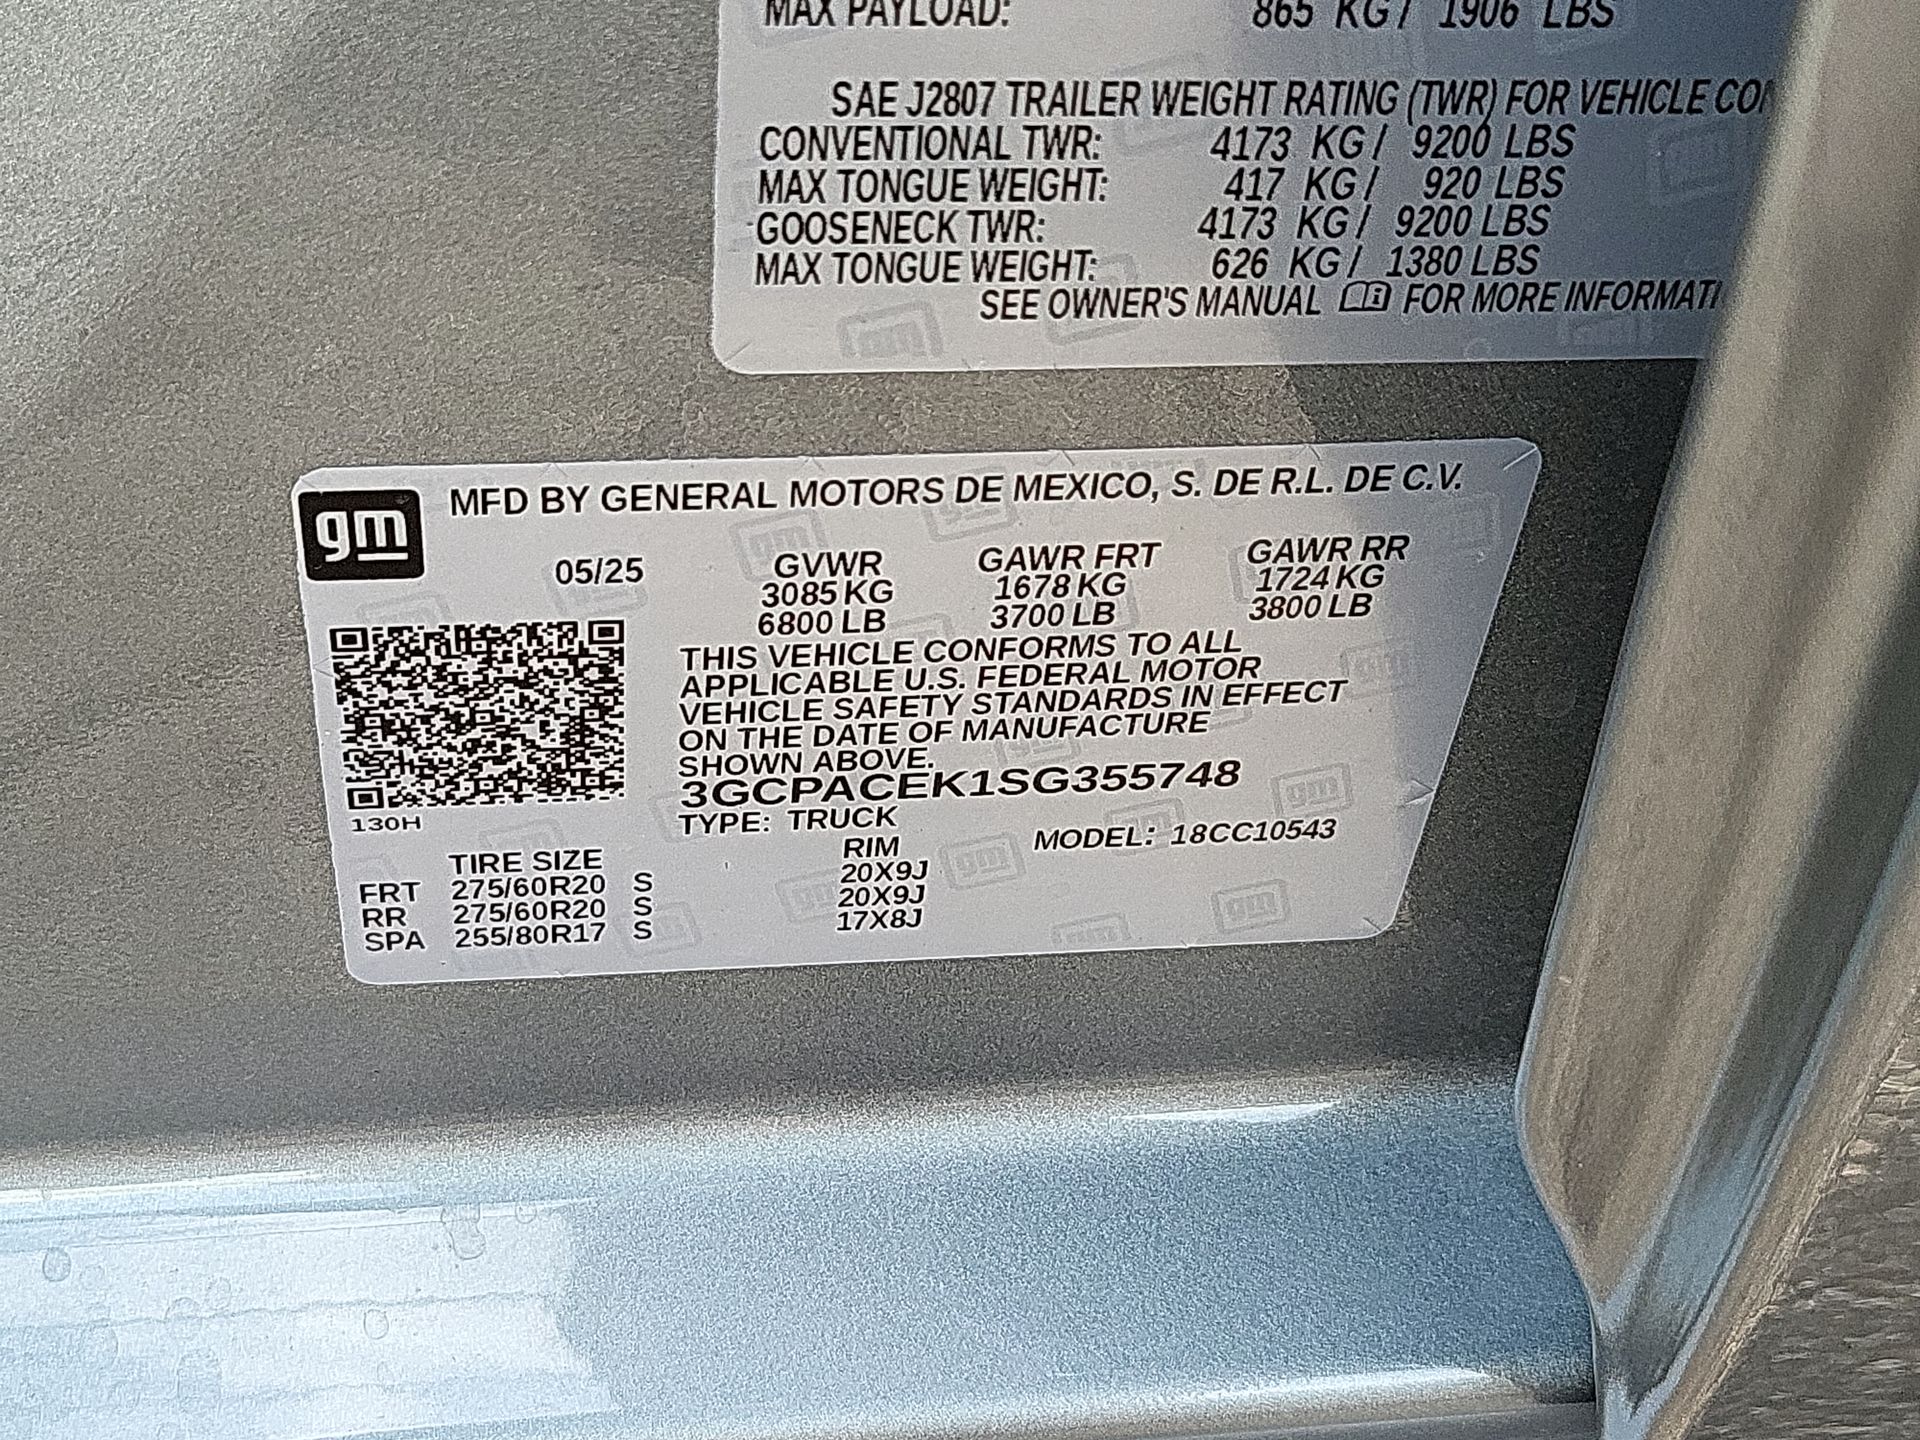 MAX PAYLOAD: 865 KG / 1906 LBS
SAE J2807 TRAILER WEIGHT RATING (TWR) FOR VEHICLE
CONVENTIONAL TWR: 4173 KG / 9200 LBS
MAX TONGUE WEIGHT: 417 KG / 920 LBS
GOOSENECK TWR: 4173 KG / 9200 LBS
MAX TONGUE WEIGHT: 626 KG / 1380 LBS
SEE OWNER'S MANUAL FOR MORE INFORMATI
gm
MFD BY GENERAL MOTORS DE MEXICO, S. DE R.L. DE C.V.
05/25 GVWR GAWR FRT GAWR RR
3085 KG 1678 KG 1724 KG
6800 LB 3700 LB 3800 LB
THIS VEHICLE CONFORMS TO ALL
APPLICABLE U.S. FEDERAL MOTOR
VEHICLE SAFETY STANDARDS IN EFFECT
ON THE DATE OF MANUFACTURE
SHOWN ABOVE.
3GCPACEK1SG355748
130H TYPE: TRUCK
MODEL: 18CC10543
TIRE SIZE RIM
FRT 275/60R20 S 20X9J
RR 275/60R20 S 20X9J
SPA 255/80R17 S 17X8J